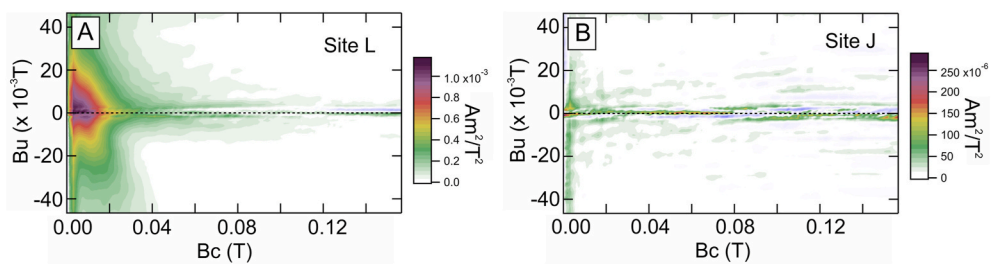 A
Site L
40
20
0
-20
-40
Bu (x 10⁻³T)
0.00 0.04 0.08 0.12
Bc (T)
1.0 x10⁻³
0.8
0.6
0.4
0.2
0.0
Am²/T²
B
Site J
40
20
0
-20
-40
Bu (x 10⁻³T)
0.00 0.04 0.08 0.12
Bc (T)
250 x10⁻⁶
200
150
100
50
0
Am²/T²